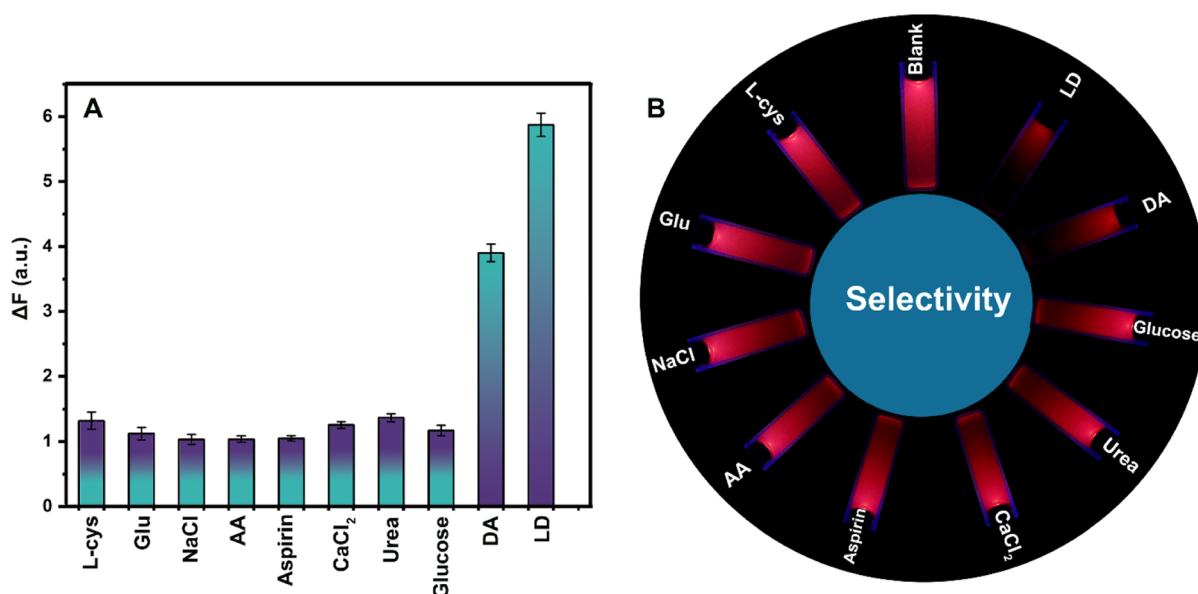 A
ΔF (a.u.)
6
5
4
3
2
1
0
L-cys
Glu
NaCl
AA
Aspirin
CaCl₂
Urea
Glucose
DA
LD
B
Blank
LD
DA
Glucose
Urea
CaCl₂
Aspirin
AA
NaCl
Glu
L-cys
Selectivity